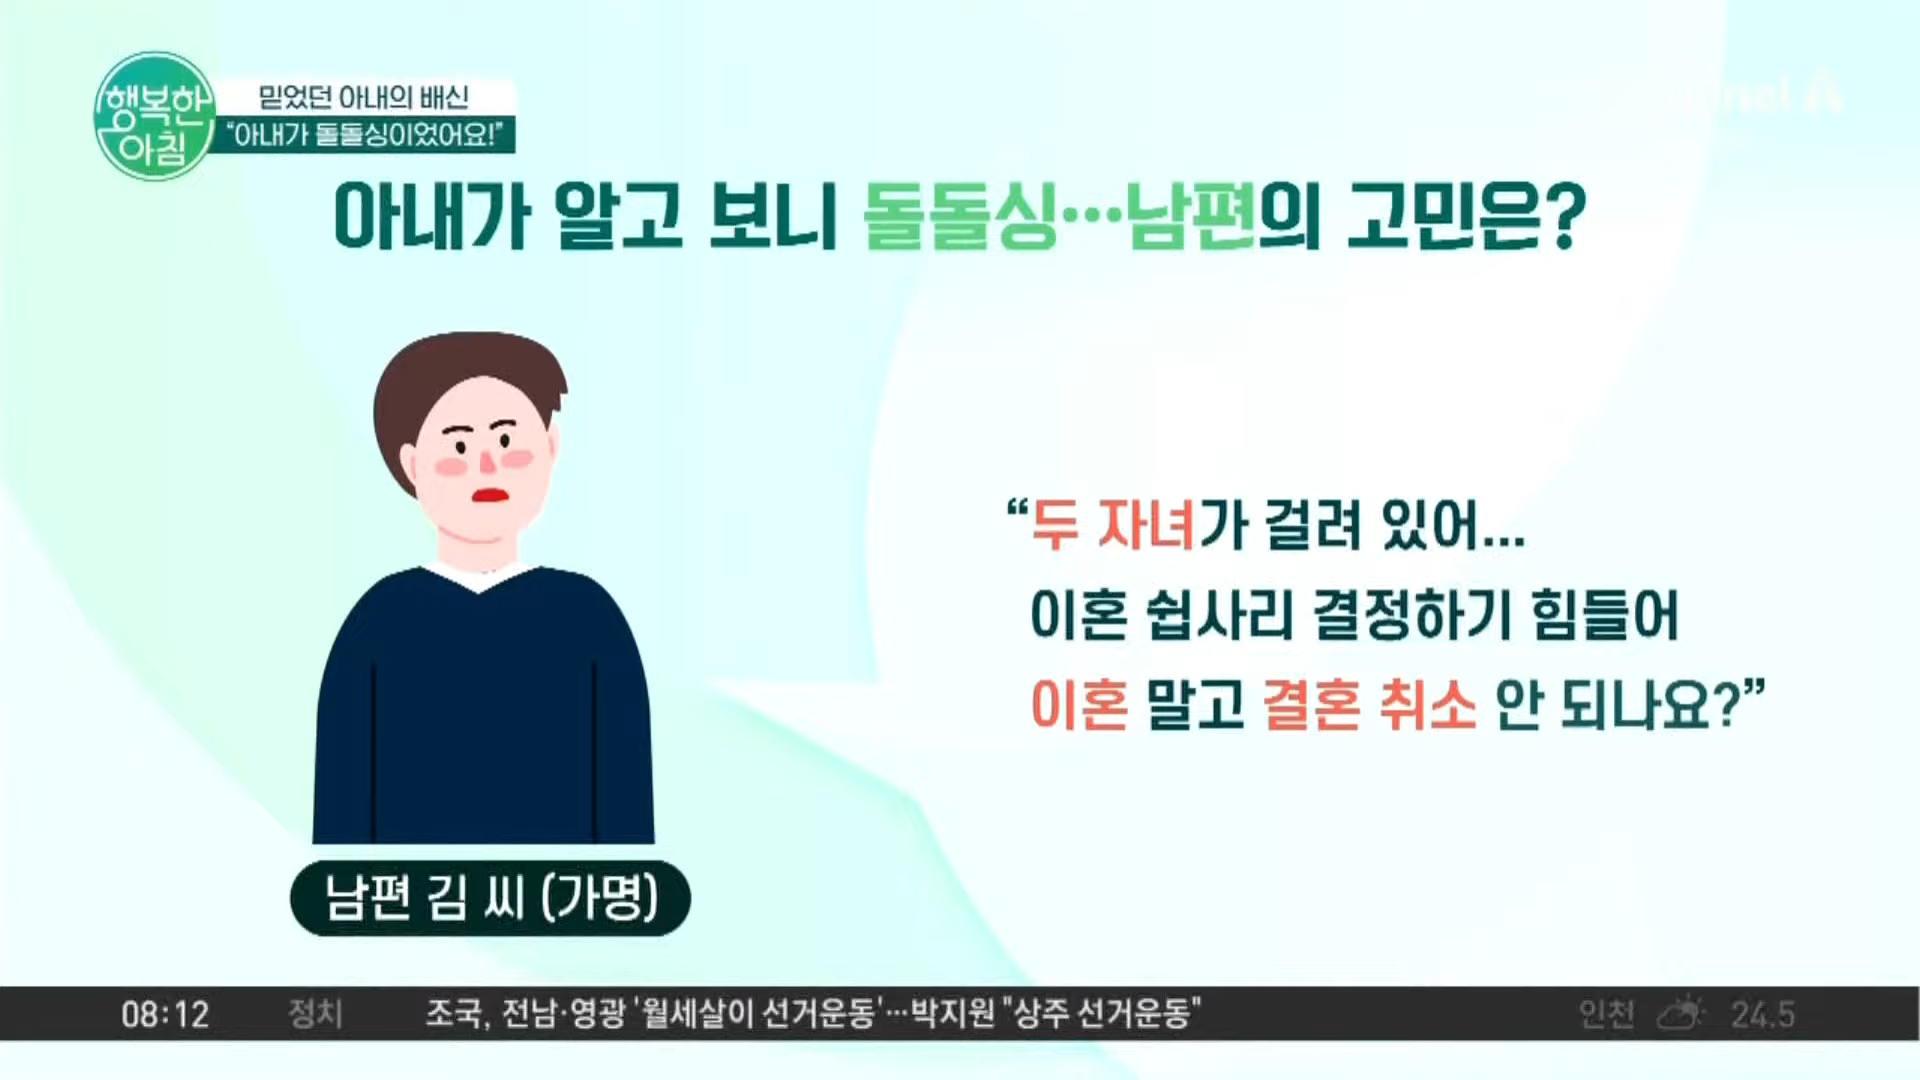 행복한
아침
믿었던 아내의 배신
“아내가 돌돌싱이었어요!”
아내가 알고 보니 돌돌싱…남편의 고민은?
“두 자녀가 걸려 있어...
이혼 쉽사리 결정하기 힘들어
이혼 말고 결혼 취소 안 되나요?”
남편 김 씨 (가명)
08:12 정치 조국, 전남·영광 '월세살이 선거운동'…박지원 "상주 선거운동" 인천 24.5